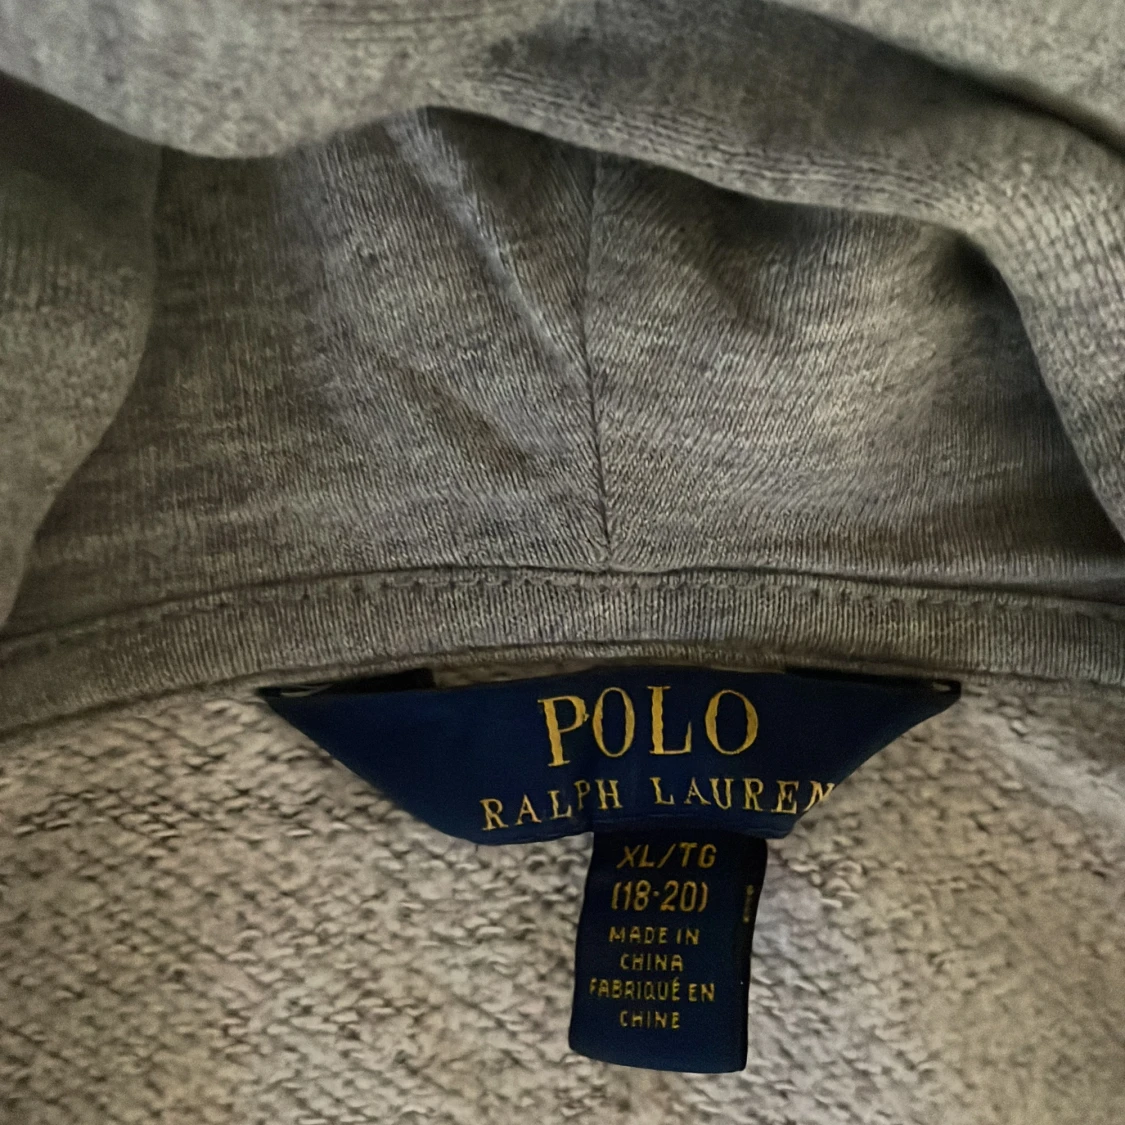 POLO
RALPH LAUREN
XL/TG
(18-20)
MADE IN
CHINA
FABRIQUÉ EN
CHINE